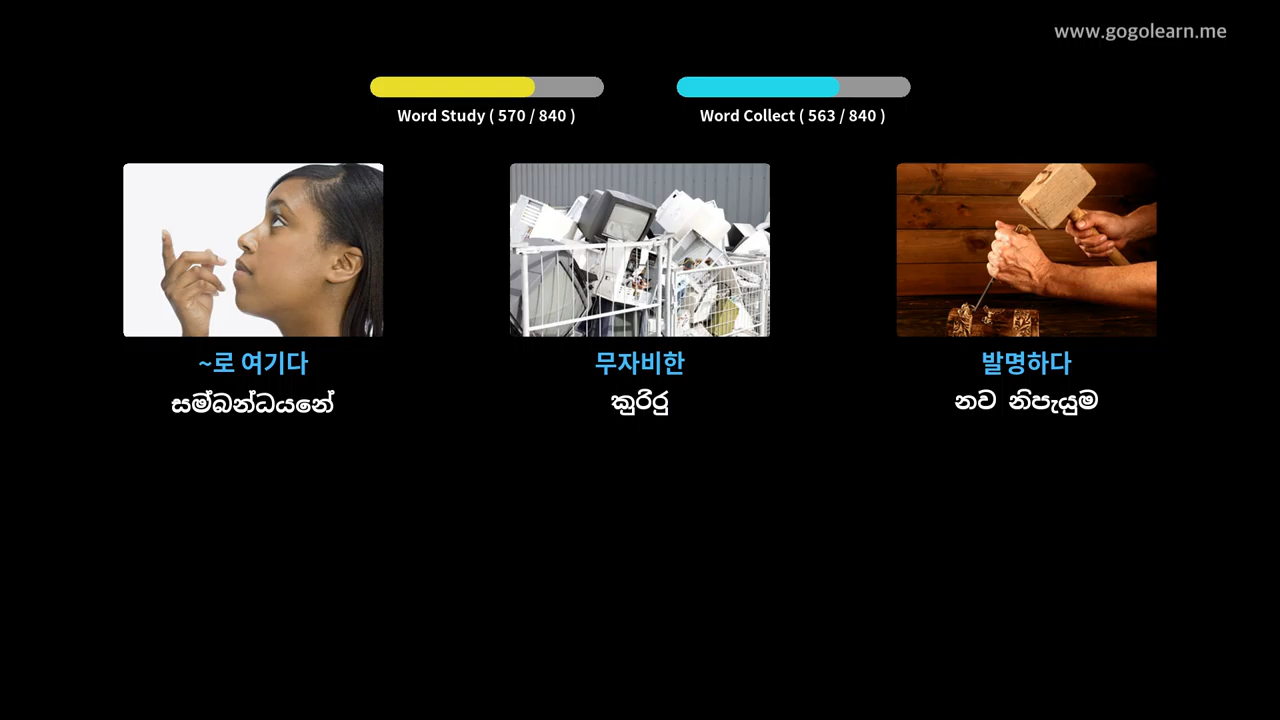 www.gogolearn.me
Word Study ( 570 / 840 )
Word Collect ( 563 / 840 )
~로 여기다
무자비한
발명하다
සම්බන්ධයනේ
කුරිරු
නව නිපැයුම